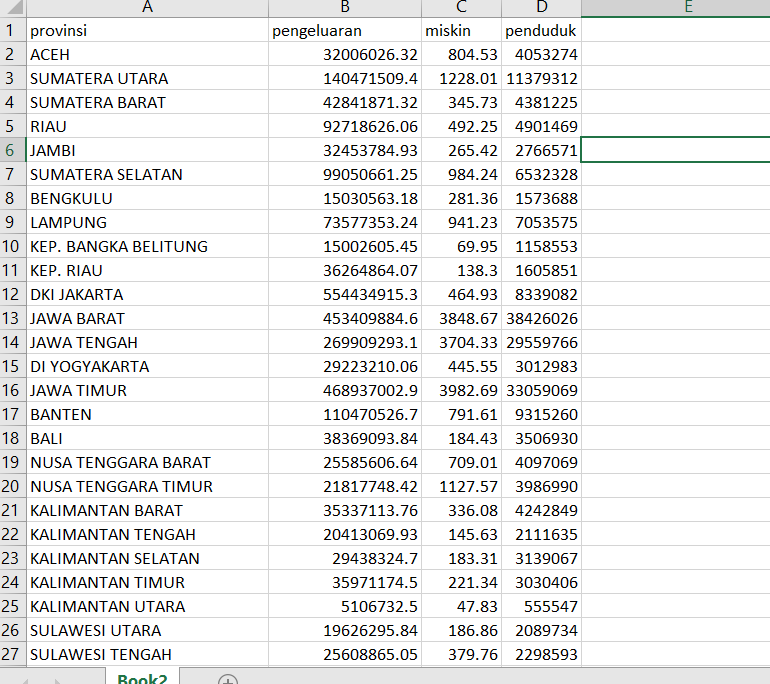 A B C D E
1 provinsi pengeluaran miskin penduduk
2 ACEH 32006026.32 804.53 4053274
3 SUMATERA UTARA 140471509.4 1228.01 11379312
4 SUMATERA BARAT 42841871.32 345.73 4381225
5 RIAU 92718626.06 492.25 4901469
6 JAMBI 32453784.93 265.42 2766571
7 SUMATERA SELATAN 99050661.25 984.24 6532328
8 BENGKULU 15030563.18 281.36 1573688
9 LAMPUNG 73577353.24 941.23 7053575
10 KEP. BANGKA BELITUNG 15002605.45 69.95 1158553
11 KEP. RIAU 36264864.07 138.3 1605851
12 DKI JAKARTA 554434915.3 464.93 8339082
13 JAWA BARAT 453409884.6 3848.67 38426026
14 JAWA TENGAH 269909293.1 3704.33 29559766
15 DI YOGYAKARTA 29223210.06 445.55 3012983
16 JAWA TIMUR 468937002.9 3982.69 33059069
17 BANTEN 110470526.7 791.61 9315260
18 BALI 38369093.84 184.43 3506930
19 NUSA TENGGARA BARAT 25585606.64 709.01 4097069
20 NUSA TENGGARA TIMUR 21817748.42 1127.57 3986990
21 KALIMANTAN BARAT 35337113.76 336.08 4242849
22 KALIMANTAN TENGAH 20413069.93 145.63 2111635
23 KALIMANTAN SELATAN 29438324.7 183.31 3139067
24 KALIMANTAN TIMUR 35971174.5 221.34 3030406
25 KALIMANTAN UTARA 5106732.5 47.83 555547
26 SULAWESI UTARA 19626295.84 186.86 2089734
27 SULAWESI TENGAH 25608865.05 379.76 2298593
Book2